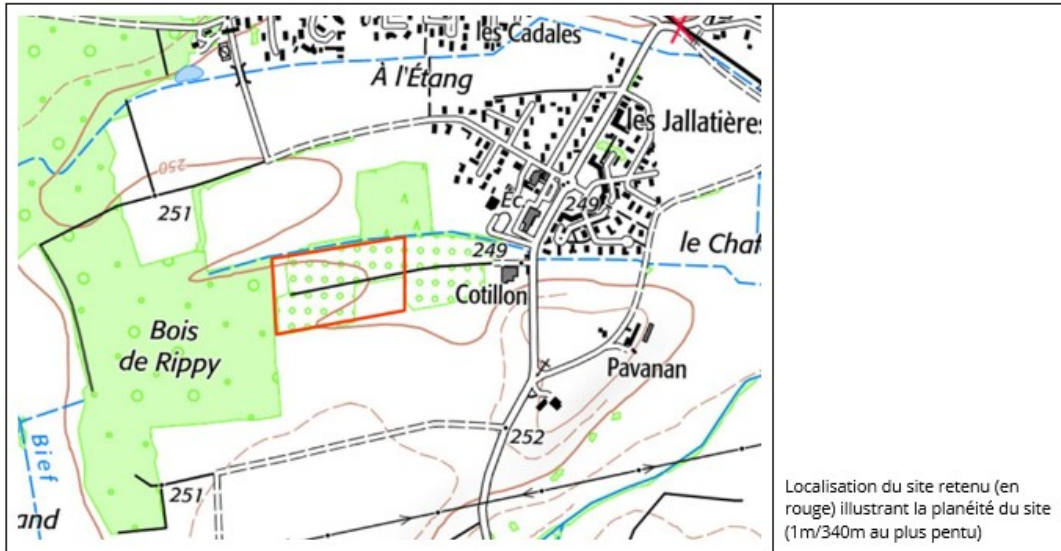 les Cadales
À l'Étang
les Jallatières
250
251
Éc.
249
249
le Chaf
Cotillon
Bois
de Rippy
Pavanan
252
Bief
251
and
Localisation du site retenu (en
rouge) illustrant la planéité du site
(1m/340m au plus pentu)